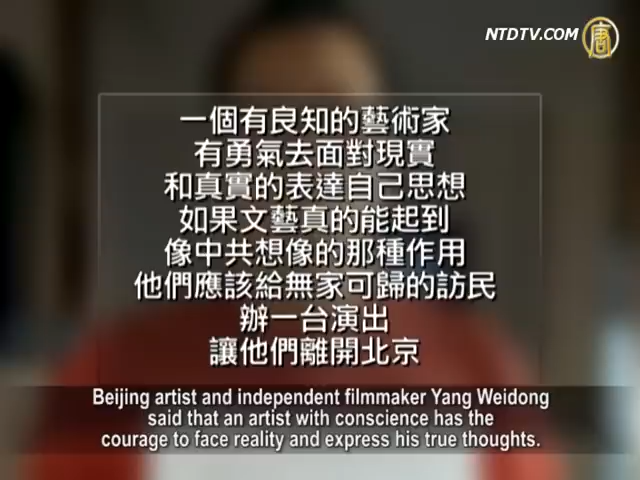 NTDTV.COM
唐
一個有良知的藝術家
有勇氣去面對現實
和真實的表達自己思想
如果文藝真的能起到
像中共想像的那種作用
他們應該給無家可歸的訪民
辦一台演出
讓他們離開北京
Beijing artist and independent filmmaker Yang Weidong
said that an artist with conscience has the
courage to face reality and express his true thoughts.